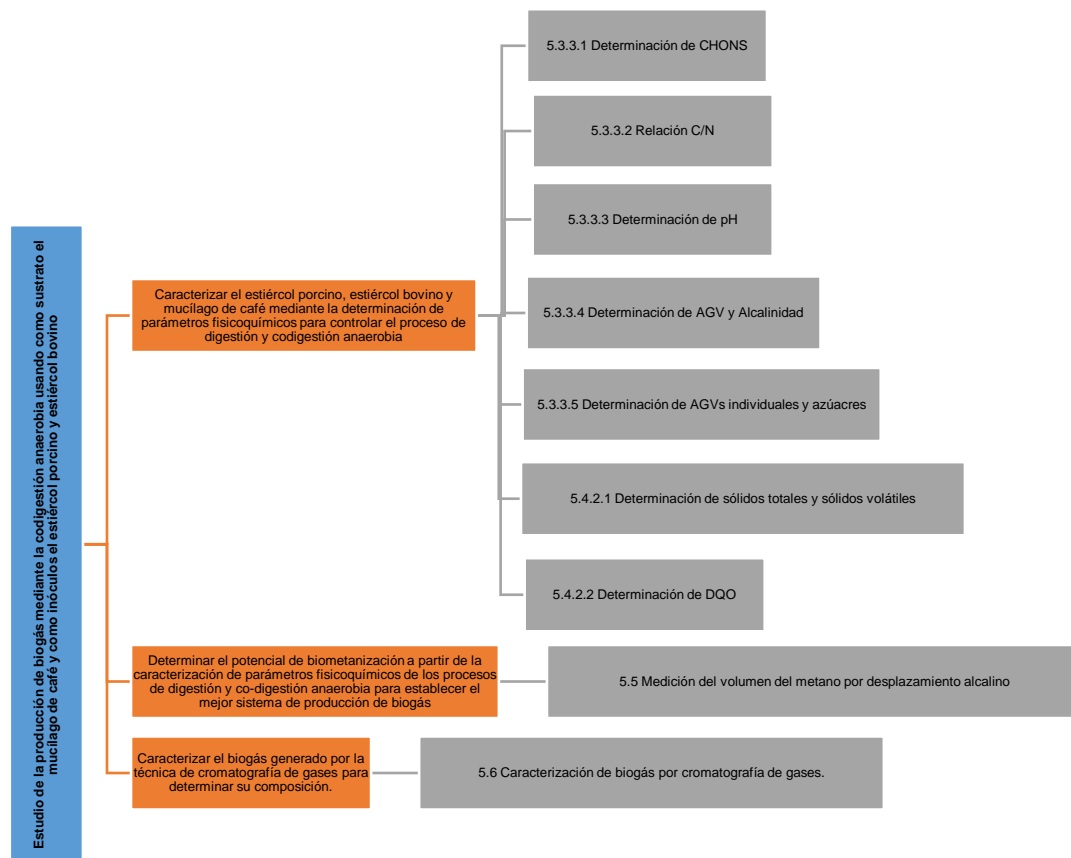 Estudio de la producción de biogás mediante la codigestión anaerobia usando como sustrato el
mucílago de café y como inóculos el estiércol porcino y estiércol bovino
Caracterizar el estiércol porcino, estiércol bovino y
mucílago de café mediante la determinación de
parámetros fisicoquímicos para controlar el proceso de
digestión y codigestión anaerobia
5.3.3.1 Determinación de CHONS
5.3.3.2 Relación C/N
5.3.3.3 Determinación de pH
5.3.3.4 Determinación de AGV y Alcalinidad
5.3.3.5 Determinación de AGVs individuales y azúacres
5.4.2.1 Determinación de sólidos totales y sólidos volátiles
5.4.2.2 Determinación de DQO
Determinar el potencial de biometanización a partir de la
caracterización de parámetros fisicoquímicos de los procesos
de digestión y co-digestión anaerobia para establecer el
mejor sistema de producción de biogás
5.5 Medición del volumen del metano por desplazamiento alcalino
Caracterizar el biogás generado por la
técnica de cromatografía de gases para
determinar su composición.
5.6 Caracterización de biogás por cromatografía de gases.